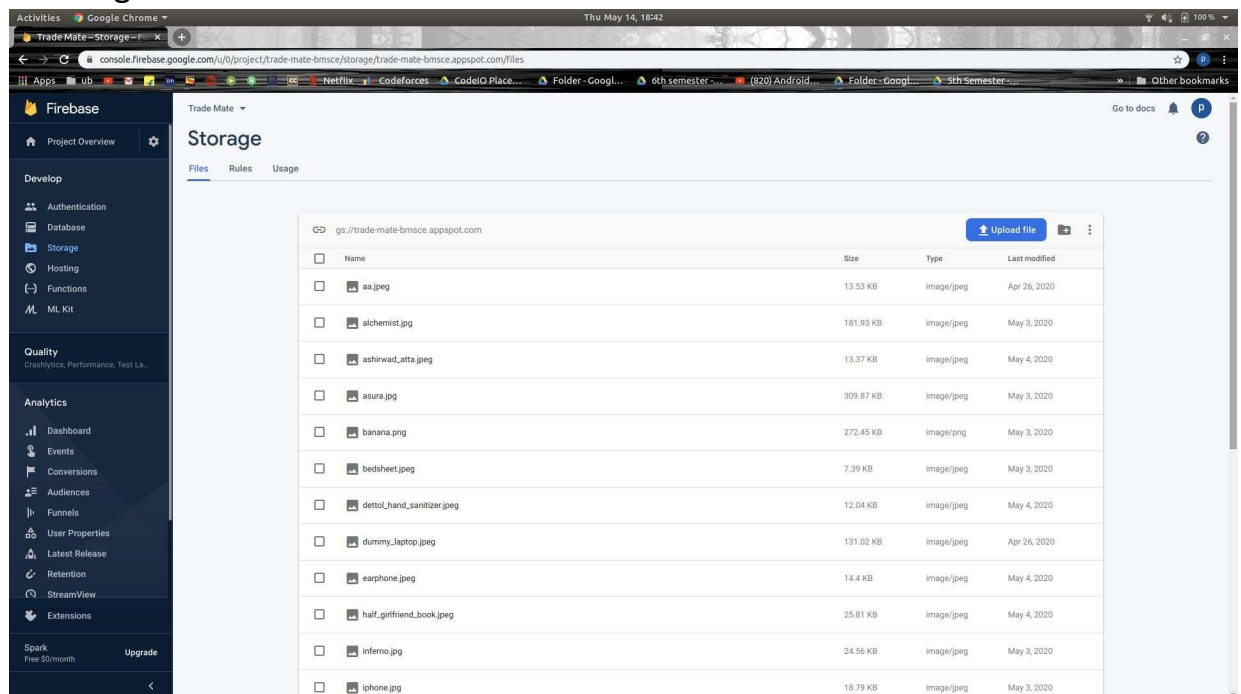 Activities Google Chrome Thu May 14, 18:42 100 %
Trade Mate – Storage – F
console.firebase.google.com/u/0/project/trade-mate-bmsce/storage/trade-mate-bmsce.appspot.com/files
Apps ub Netflix Codeforces CodeIO Place... Folder - Googl... 6th semester -... (820) Android... Folder - Googl... 5th Semester -... » Other bookmarks
Firebase
Project Overview
Develop
Authentication
Database
Storage
Hosting
Functions
ML Kit
Quality
Crashlytics, Performance, Test La...
Analytics
Dashboard
Events
Conversions
Audiences
Funnels
User Properties
Latest Release
Retention
StreamView
Extensions
Spark
Free $0/month
Upgrade
Trade Mate
Go to docs P
Storage
Files Rules Usage
gs://trade-mate-bmsce.appspot.com Upload file
Name Size Type Last modified
aa.jpeg 13.53 KB image/jpeg Apr 26, 2020
alchemist.jpg 181.93 KB image/jpeg May 3, 2020
ashirwad_atta.jpeg 13.37 KB image/jpeg May 4, 2020
asura.jpg 309.87 KB image/jpeg May 3, 2020
banana.png 272.45 KB image/png May 3, 2020
bedsheet.jpeg 7.39 KB image/jpeg May 3, 2020
dettol_hand_sanitizer.jpeg 12.04 KB image/jpeg May 4, 2020
dummy_laptop.jpeg 131.02 KB image/jpeg Apr 26, 2020
earphone.jpeg 14.4 KB image/jpeg May 4, 2020
half_girlfriend_book.jpeg 25.81 KB image/jpeg May 4, 2020
inferno.jpg 24.56 KB image/jpeg May 3, 2020
iphone.jpg 18.79 KB image/jpeg May 3, 2020